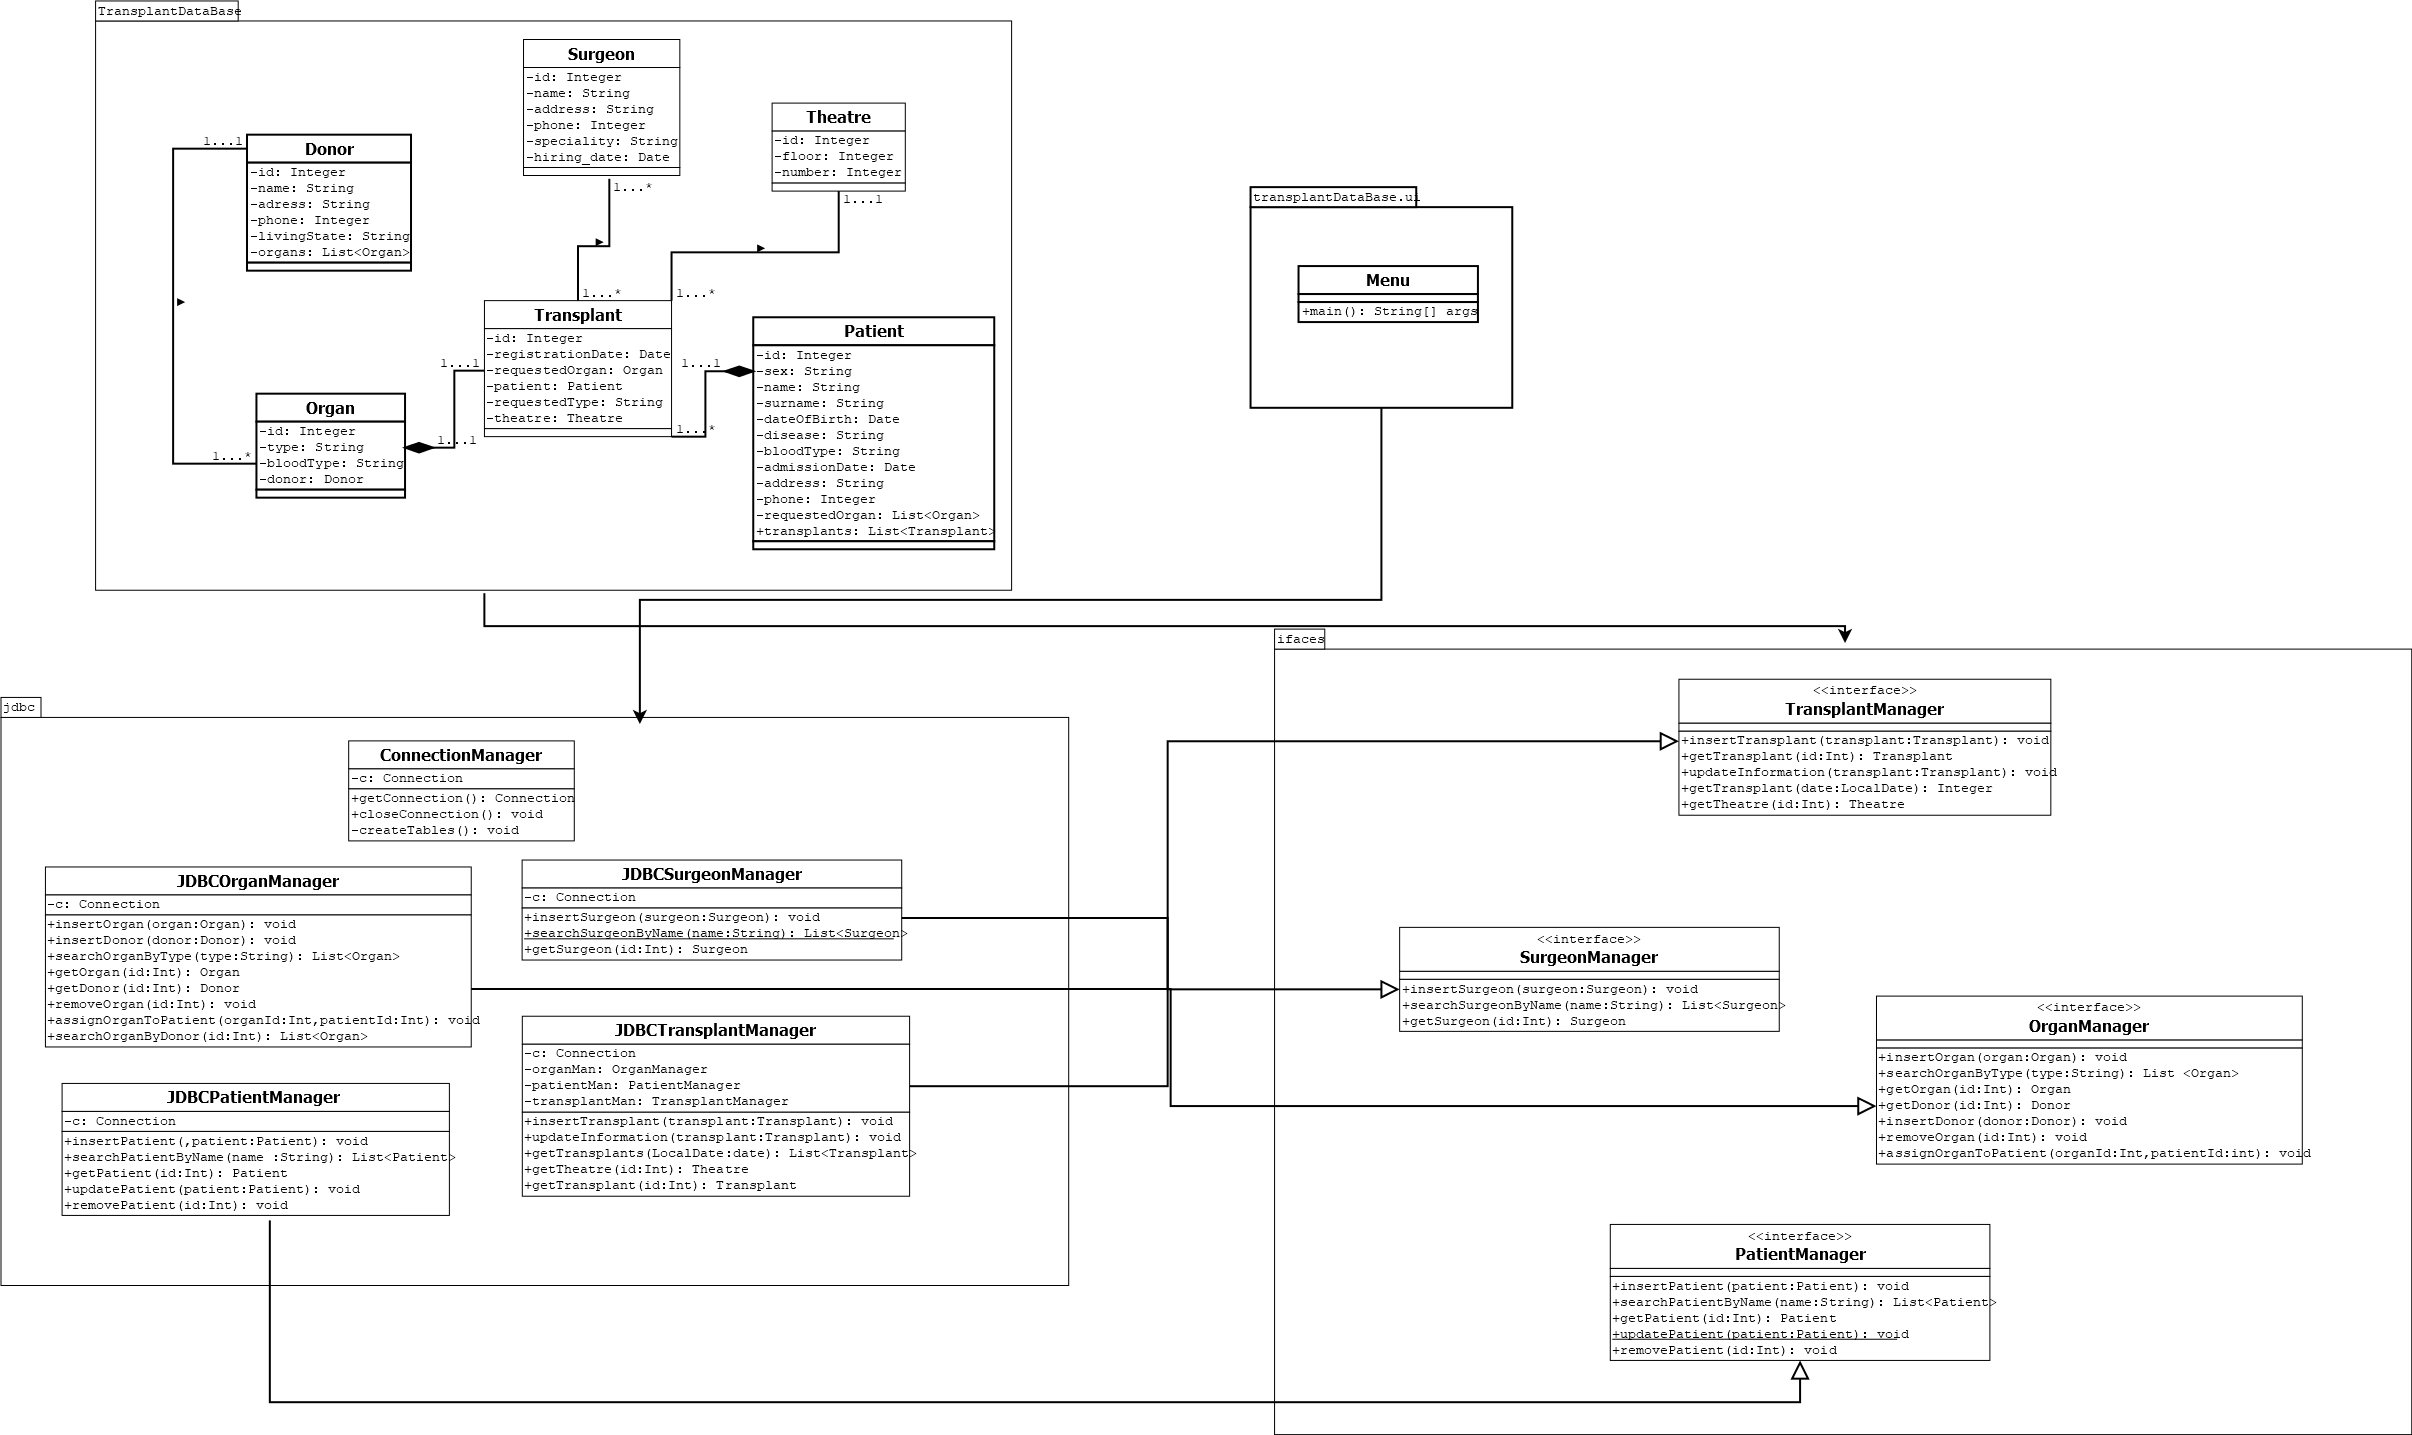 TransplantDataBase
Surgeon
-id: Integer
-name: String
-address: String
-phone: Integer
-speciality: String
-hiring_date: Date
1...*
Theatre
-id: Integer
-floor: Integer
-number: Integer
1...1
1...1
Donor
-id: Integer
-name: String
-adress: String
-phone: Integer
-livingState: String
-organs: List<Organ>
1...*
1...*
Transplant
-id: Integer
-registrationDate: Date
-requestedOrgan: Organ
-patient: Patient
-requestedType: String
-theatre: Theatre
1...1
1...1
1...1
1...*
1...*
Organ
-id: Integer
-type: String
-bloodType: String
-donor: Donor
Patient
-id: Integer
-sex: String
-name: String
-surname: String
-dateOfBirth: Date
-disease: String
-bloodType: String
-admissionDate: Date
-address: String
-phone: Integer
-requestedOrgan: List<Organ>
+transplants: List<Transplant>
transplantDataBase.ui
Menu
+main(): String[] args
jdbc
ConnectionManager
-c: Connection
+getConnection(): Connection
+closeConnection(): void
-createTables(): void
JDBCOrganManager
-c: Connection
+insertOrgan(organ:Organ): void
+insertDonor(donor:Donor): void
+searchOrganByType(type:String): List<Organ>
+getOrgan(id:Int): Organ
+getDonor(id:Int): Donor
+removeOrgan(id:Int): void
+assignOrganToPatient(organId:Int,patientId:Int): void
+searchOrganByDonor(id:Int): List<Organ>
JDBCSurgeonManager
-c: Connection
+insertSurgeon(surgeon:Surgeon): void
+searchSurgeonByName(name:String): List<Surgeon>
+getSurgeon(id:Int): Surgeon
JDBCTransplantManager
-c: Connection
-organMan: OrganManager
-patientMan: PatientManager
-transplantMan: TransplantManager
+insertTransplant(transplant:Transplant): void
+updateInformation(transplant:Transplant): void
+getTransplants(LocalDate:date): List<Transplant>
+getTheatre(id:Int): Theatre
+getTransplant(id:Int): Transplant
JDBCPatientManager
-c: Connection
+insertPatient(,patient:Patient): void
+searchPatientByName(name :String): List<Patient>
+getPatient(id:Int): Patient
+updatePatient(patient:Patient): void
+removePatient(id:Int): void
ifaces
<<interface>>
TransplantManager
+insertTransplant(transplant:Transplant): void
+getTransplant(id:Int): Transplant
+updateInformation(transplant:Transplant): void
+getTransplant(date:LocalDate): Integer
+getTheatre(id:Int): Theatre
<<interface>>
SurgeonManager
+insertSurgeon(surgeon:Surgeon): void
+searchSurgeonByName(name:String): List<Surgeon>
+getSurgeon(id:Int): Surgeon
<<interface>>
OrganManager
+insertOrgan(organ:Organ): void
+searchOrganByType(type:String): List <Organ>
+getOrgan(id:Int): Organ
+getDonor(id:Int): Donor
+insertDonor(donor:Donor): void
+removeOrgan(id:Int): void
+assignOrganToPatient(organId:Int,patientId:int): void
<<interface>>
PatientManager
+insertPatient(patient:Patient): void
+searchPatientByName(name:String): List<Patient>
+getPatient(id:Int): Patient
+updatePatient(patient:Patient): void
+removePatient(id:Int): void